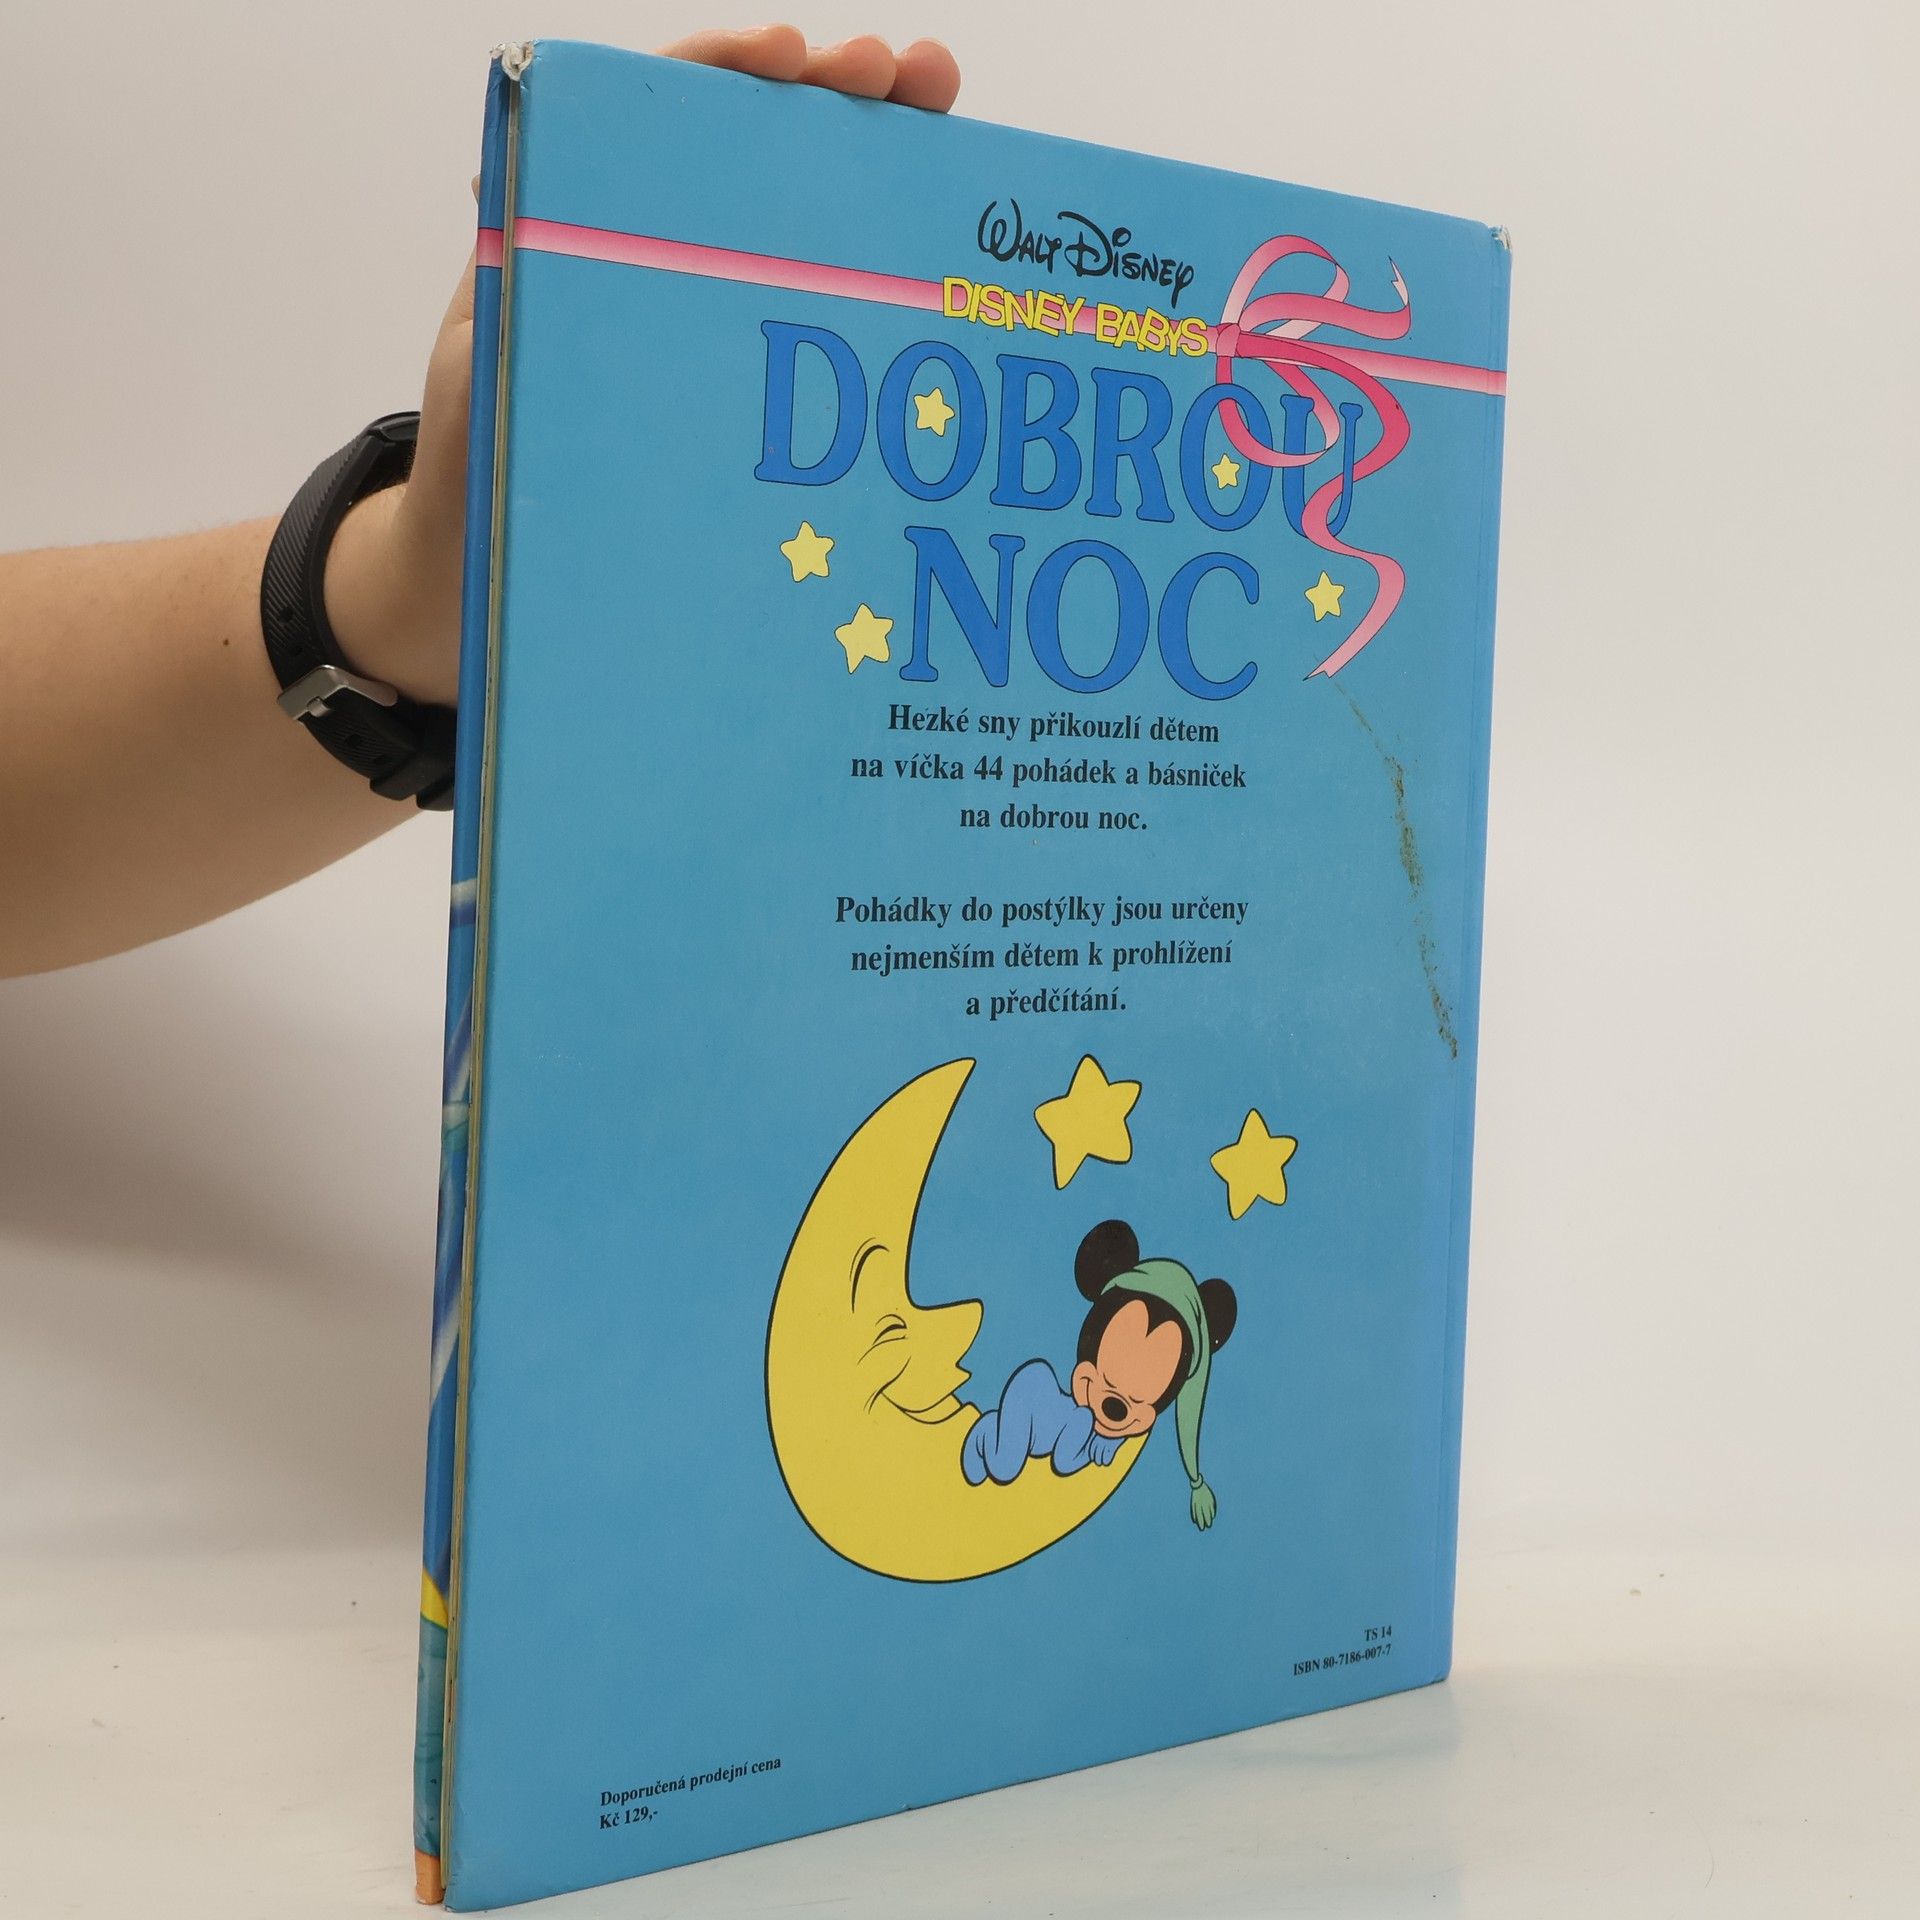 WALT DISNEY
DISNEY BABYS
DOBROU
NOC
Hezké sny přikouzlí dětem
na víčka 44 pohádek a básniček
na dobrou noc.
Pohádky do postýlky jsou určeny
nejmenším dětem k prohlížení
a předčítání.
TS 14
ISBN 80-7186-007-7
Doporučená prodejní cena
Kč 129,-